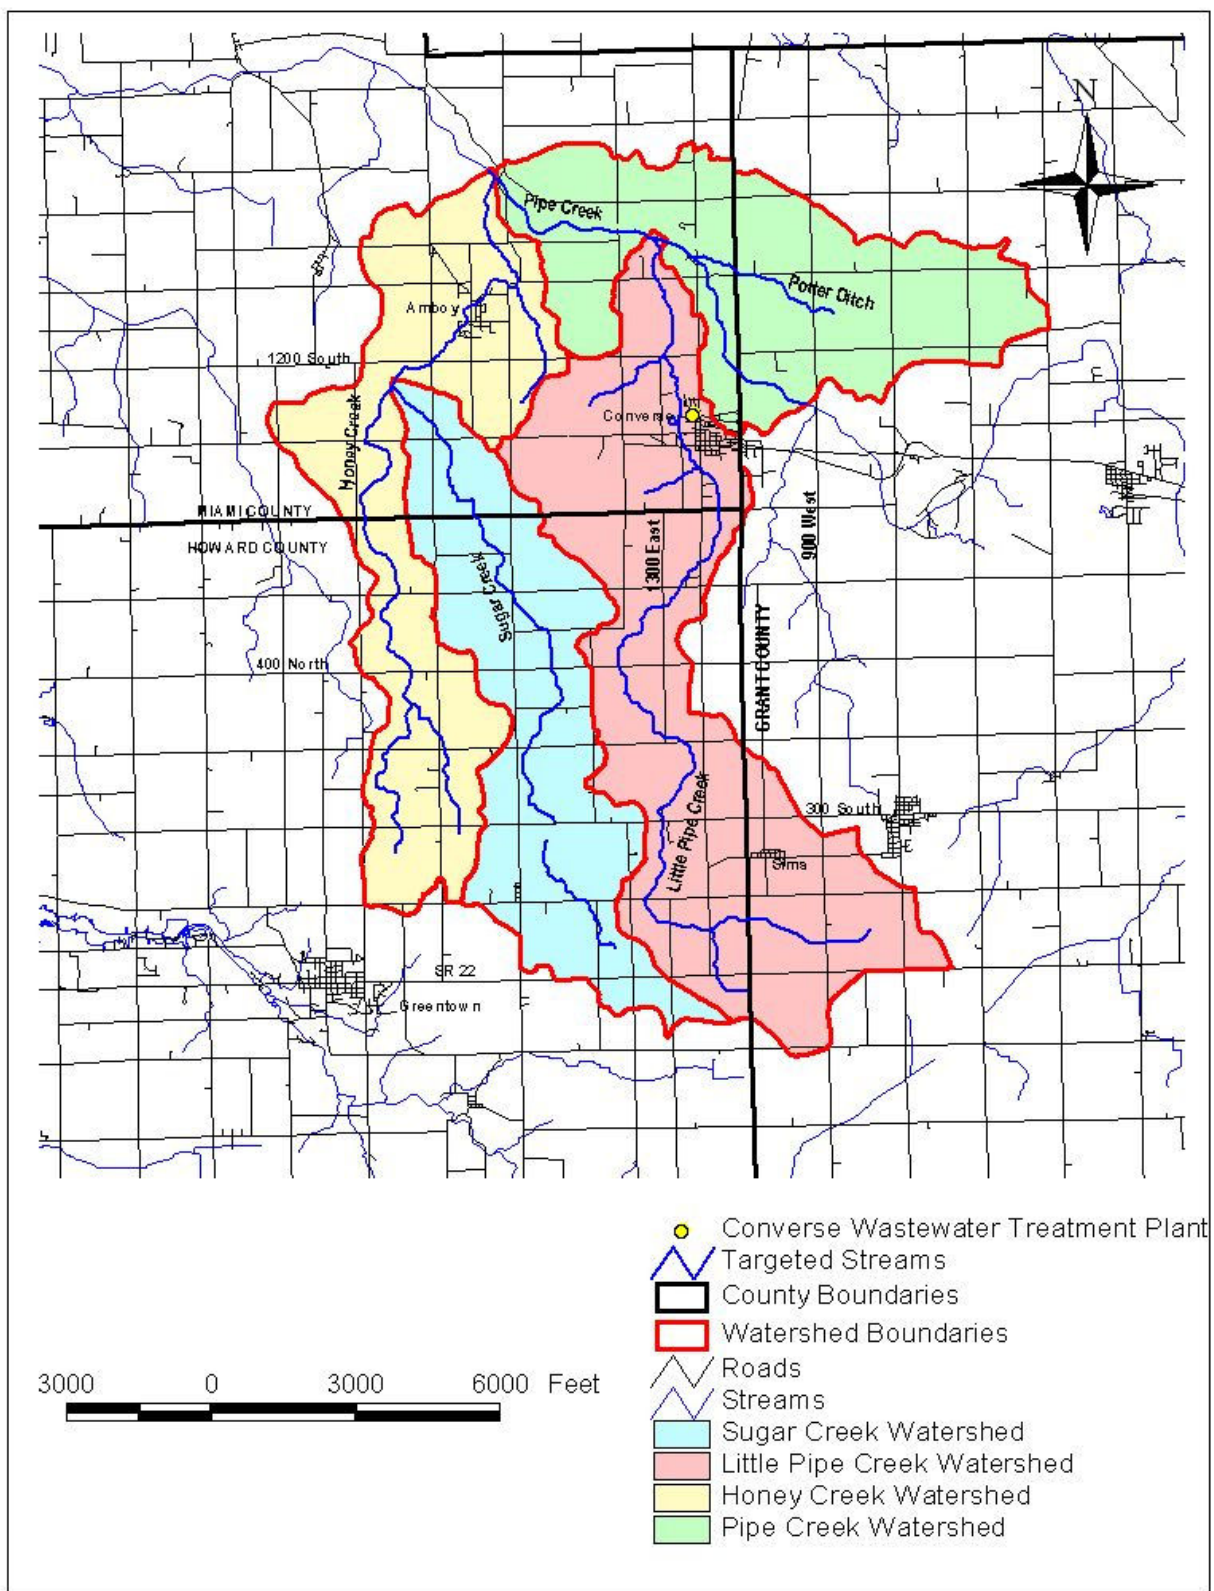 N
Pipe Creek
Potter Ditch
Amboy
1200 South
Converse
Honey Creek
MIAMI COUNTY
HOWARD COUNTY
1300 East
900 West
Sugar Creek
GRANT COUNTY
400 North
Little Pipe Creek
300 South
Sims
SR 22
Greentown
Converse Wastewater Treatment Plant
Targeted Streams
County Boundaries
Watershed Boundaries
3000 0 3000 6000 Feet
Roads
Streams
Sugar Creek Watershed
Little Pipe Creek Watershed
Honey Creek Watershed
Pipe Creek Watershed